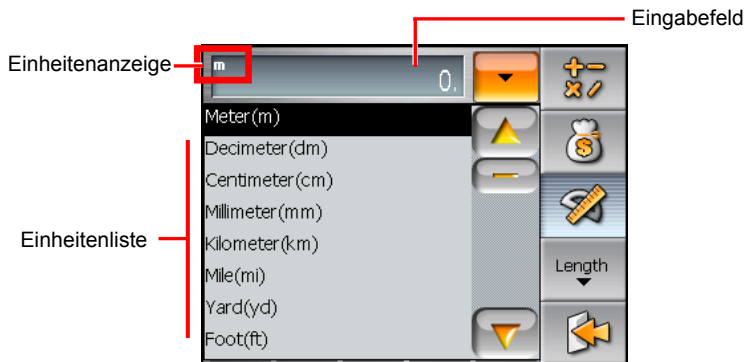 Eingabefeld
Einheitenanzeige
m
0.
Meter(m)
Decimeter(dm)
Centimeter(cm)
Millimeter(mm)
Kilometer(km)
Mile(mi)
Yard(yd)
Foot(ft)
Einheitenliste
Length